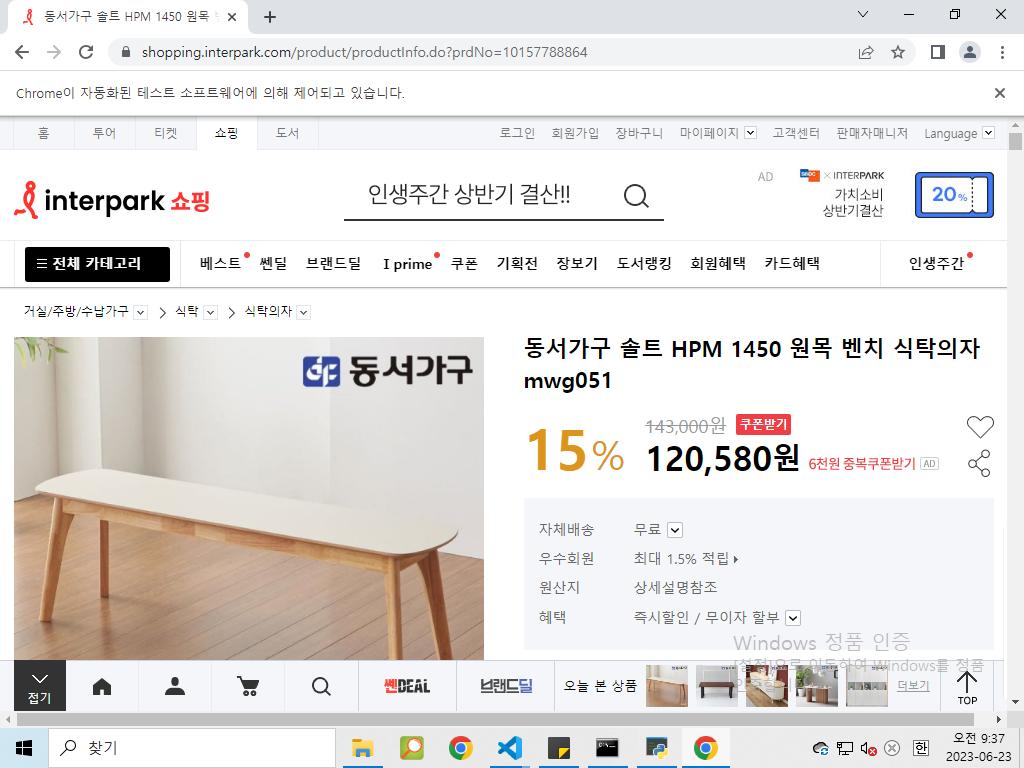 동서가구 솔트 HPM 1450 원목
shopping.interpark.com/product/productInfo.do?prdNo=10157788864
Chrome이 자동화된 테스트 소프트웨어에 의해 제어되고 있습니다.
홈 투어 티켓 쇼핑 도서 로그인 회원가입 장바구니 마이페이지 고객센터 판매자매니저 Language
interpark 쇼핑 인생주간 상반기 결산!! AD × INTERPARK
가치소비
상반기결산
20%
전체 카테고리 베스트 쎈딜 브랜드딜 I prime 쿠폰 기획전 장보기 도서랭킹 회원혜택 카드혜택 인생주간
거실/주방/수납가구 식탁 식탁의자
동서가구
동서가구 솔트 HPM 1450 원목 벤치 식탁의자
mwg051
15%
143,000원 쿠폰받기
120,580원 6천원 중복쿠폰받기 AD
자체배송 무료
우수회원 최대 1.5% 적립
원산지 상세설명참조
혜택 즉시할인 / 무이자 할부
Windows 정품 인증
[설정]으로 이동하여 Windows를 정품
접기 쎈DEAL 브랜드딜 오늘 본 상품 더보기 TOP
찾기 한 오전 9:37
2023-06-23